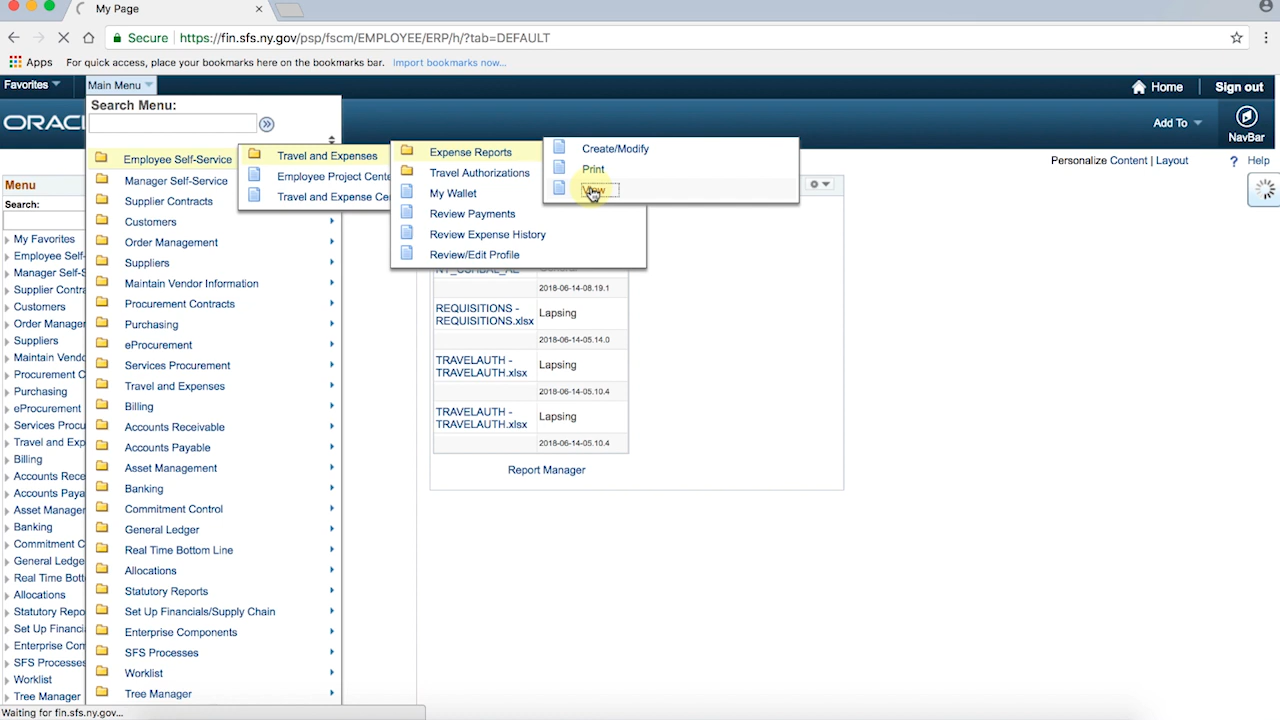 My Page
Secure https://fin.sfs.ny.gov/psp/fscm/EMPLOYEE/ERP/h/?tab=DEFAULT
Apps For quick access, place your bookmarks here on the bookmarks bar. Import bookmarks now...
Favorites Main Menu Home Sign out
Search Menu:
ORACL
Add To
NavBar
Personalize Content | Layout ? Help
Menu
Search:
My Favorites
Employee Self-
Manager Self-S
Supplier Contra
Customers
Order Manager
Suppliers
Maintain Vendo
Procurement C
Purchasing
eProcurement
Services Procu
Travel and Exp
Billing
Accounts Rece
Accounts Paya
Asset Manager
Banking
Commitment C
General Ledge
Real Time Bott
Allocations
Statutory Repo
Set Up Financi
Enterprise Com
SFS Processes
Worklist
Tree Manager
Employee Self-Service
Manager Self-Service
Supplier Contracts
Customers
Order Management
Suppliers
Maintain Vendor Information
Procurement Contracts
Purchasing
eProcurement
Services Procurement
Travel and Expenses
Billing
Accounts Receivable
Accounts Payable
Asset Management
Banking
Commitment Control
General Ledger
Real Time Bottom Line
Allocations
Statutory Reports
Set Up Financials/Supply Chain
Enterprise Components
SFS Processes
Worklist
Tree Manager
Travel and Expenses
Employee Project Cente
Travel and Expense Cen
Expense Reports
Travel Authorizations
My Wallet
Review Payments
Review Expense History
Review/Edit Profile
Create/Modify
Print
View
2018-06-14-08.19.1
REQUISITIONS - Lapsing
REQUISITIONS.xlsx
2018-06-14-05.14.0
TRAVELAUTH - Lapsing
TRAVELAUTH.xlsx
2018-06-14-05.10.4
TRAVELAUTH - Lapsing
TRAVELAUTH.xlsx
2018-06-14-05.10.4
Report Manager
Waiting for fin.sfs.ny.gov...